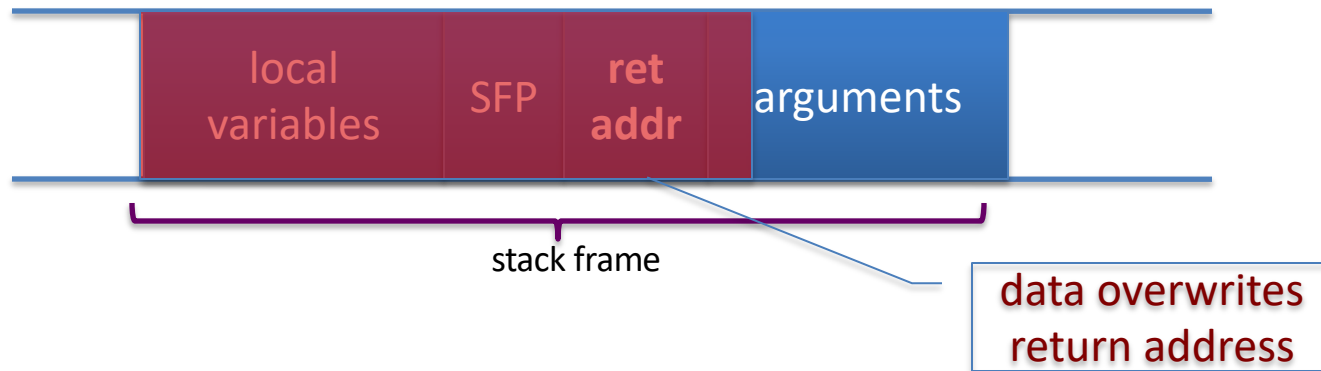 local
variables
SFP
ret
addr
arguments
stack frame
data overwrites
return address